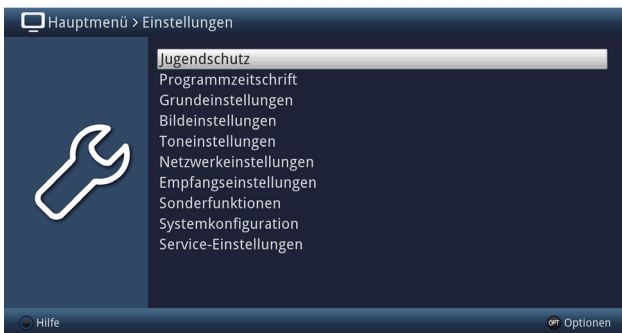 Hauptmenü > Einstellungen
Jugendschutz
Programmzeitschrift
Grundeinstellungen
Bildeinstellungen
Toneinstellungen
Netzwerkeinstellungen
Empfangseinstellungen
Sonderfunktionen
Systemkonfiguration
Service-Einstellungen
Hilfe OPT Optionen